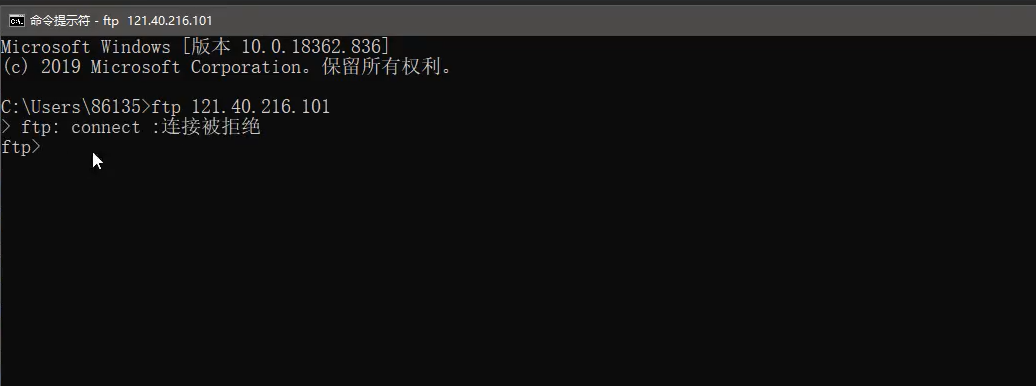 命令提示符 - ftp 121.40.216.101
Microsoft Windows [版本 10.0.18362.836]
(c) 2019 Microsoft Corporation。保留所有权利。
C:\Users\86135>ftp 121.40.216.101
> ftp: connect :连接被拒绝
ftp>